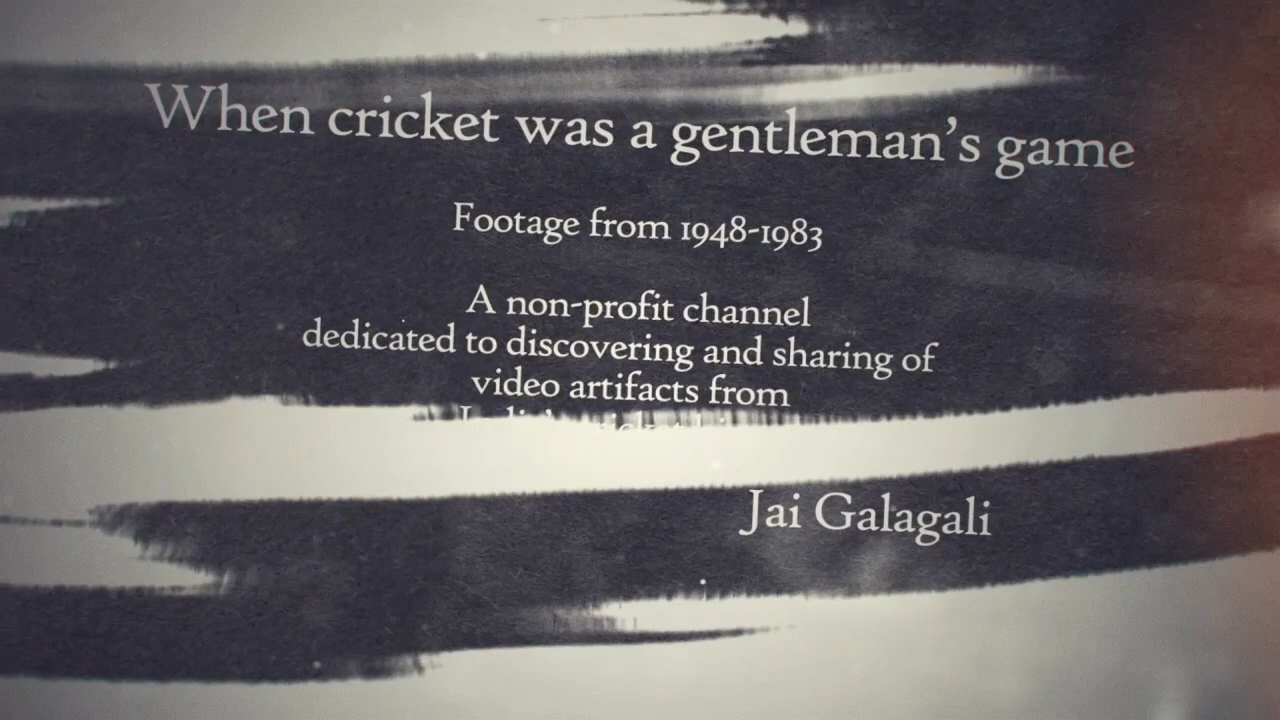 When cricket was a gentleman's game
Footage from 1948-1983
A non-profit channel
dedicated to discovering and sharing of
video artifacts from
Jai Galagali